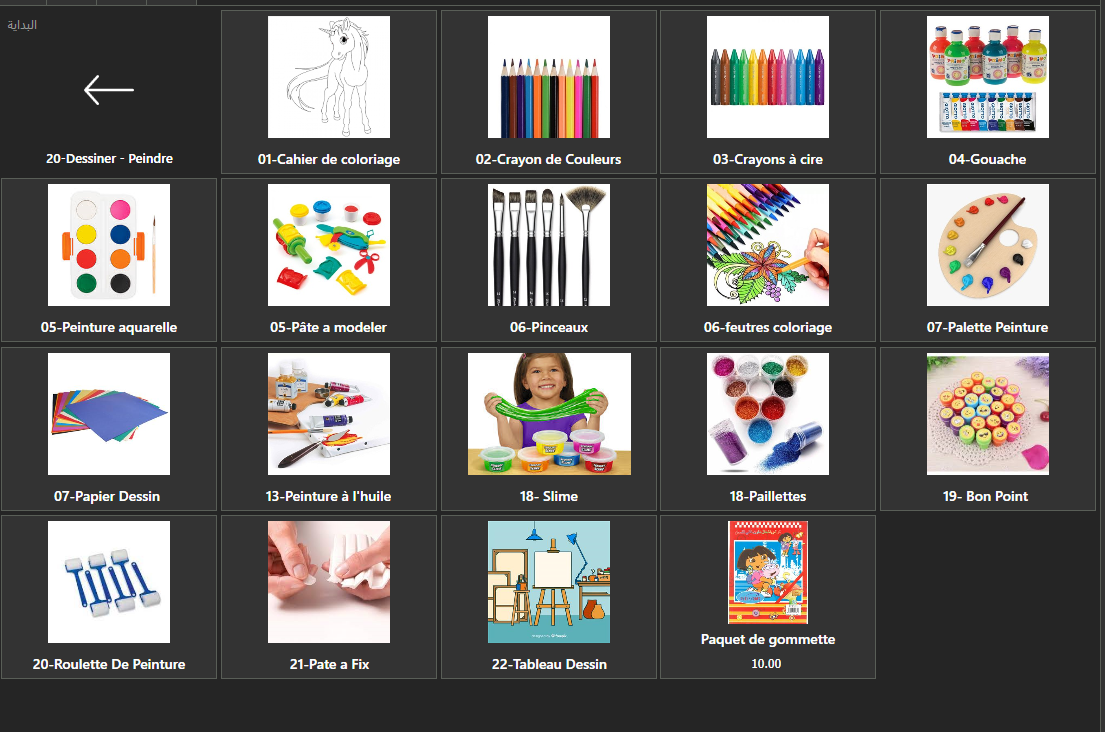 البداية
20-Dessiner - Peindre
01-Cahier de coloriage
02-Crayon de Couleurs
03-Crayons à cire
04-Gouache
05-Peinture aquarelle
05-Pâte a modeler
06-Pinceaux
06-feutres coloriage
07-Palette Peinture
07-Papier Dessin
13-Peinture à l'huile
18- Slime
18-Paillettes
19- Bon Point
20-Roulette De Peinture
21-Pate a Fix
22-Tableau Dessin
Paquet de gommette
10.00